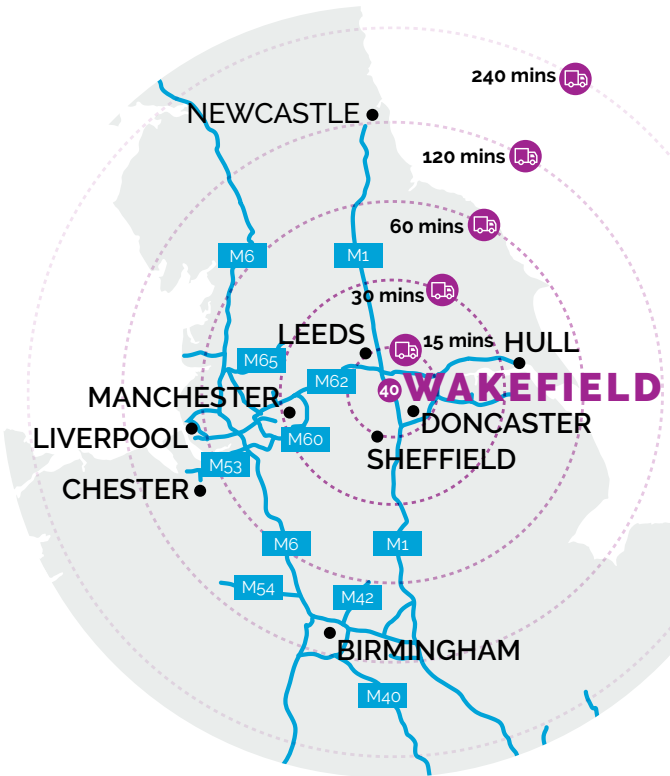 240 mins
NEWCASTLE
120 mins
60 mins
M6
M1
30 mins
LEEDS
15 mins
HULL
M65
M62
40 WAKEFIELD
MANCHESTER
DONCASTER
LIVERPOOL
M60
SHEFFIELD
M53
CHESTER
M6
M1
M54
M42
BIRMINGHAM
M40